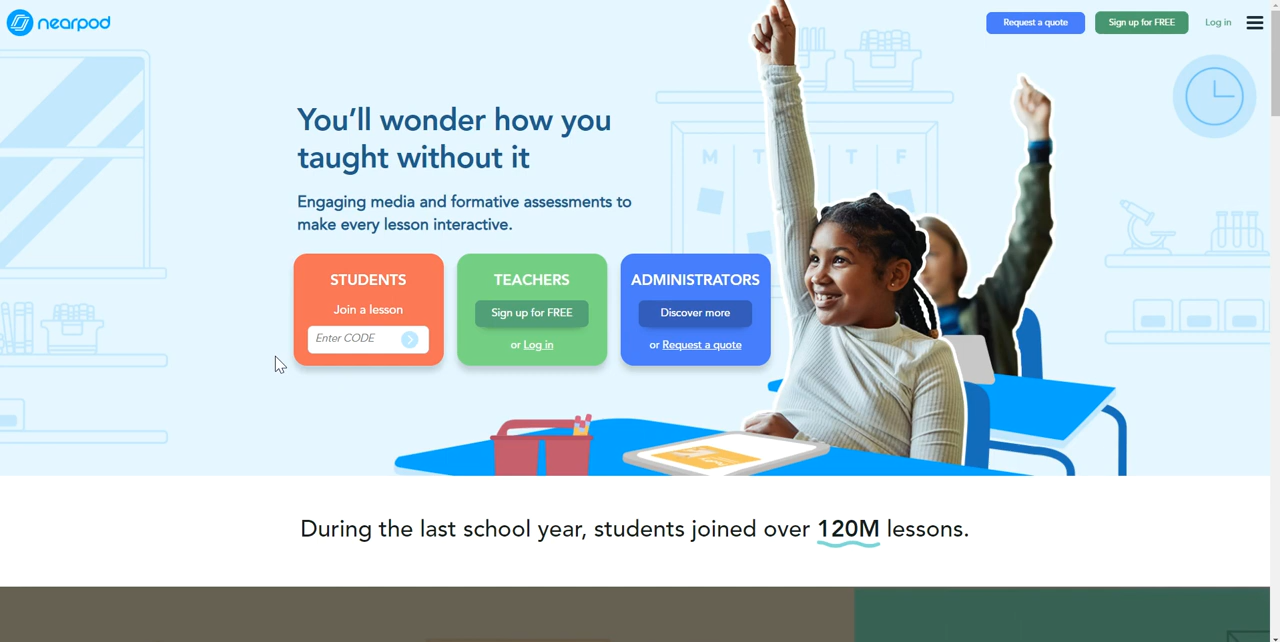 nearpod
Request a quote
Sign up for FREE
Log in
You'll wonder how you
taught without it
M T T F
Engaging media and formative assessments to
make every lesson interactive.
STUDENTS
Join a lesson
Enter CODE
TEACHERS
Sign up for FREE
or Log in
ADMINISTRATORS
Discover more
or Request a quote
During the last school year, students joined over 120M lessons.